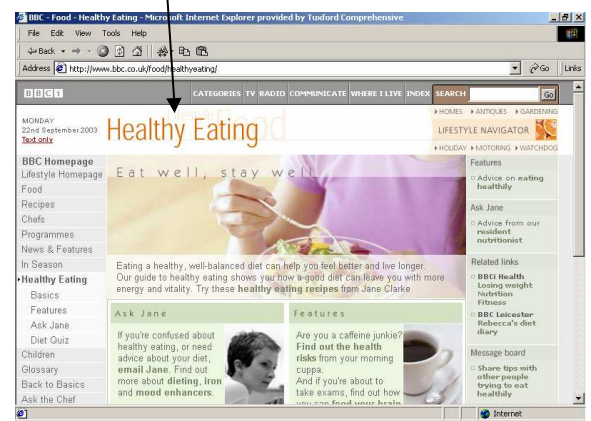 BBC - Food - Healthy Eating - Microsoft Internet Explorer provided by Tuxford Comprehensive
File Edit View Tools Help
Back
Address http://www.bbc.co.uk/food/healthyeating/ Go Links
BBCi CATEGORIES TV RADIO COMMUNICATE WHERE I LIVE INDEX SEARCH Go
MONDAY
22nd September 2003
Text only
Healthy Eating
HOMES ANTIQUES GARDENING
LIFESTYLE NAVIGATOR
HOLIDAY MOTORING WATCHDOG
BBC Homepage
Lifestyle Homepage
Food
Recipes
Chefs
Programmes
News & Features
In Season
Healthy Eating
Basics
Features
Ask Jane
Diet Quiz
Children
Glossary
Back to Basics
Ask the Chef
Eat well, stay well
Eating a healthy, well-balanced diet can help you feel better and live longer.
Our guide to healthy eating shows you how a good diet can leave you with more
energy and vitality. Try these healthy eating recipes from Jane Clarke
Ask Jane
If you're confused about
healthy eating, or need
advice about your diet,
email Jane. Find out
more about dieting, iron
and mood enhancers.
Features
Are you a caffeine junkie?
Find out the health
risks from your morning
cuppa.
And if you're about to
take exams, find out how
you can feed your brain
Features
Advice on eating
healthily
Ask Jane
Advice from our
resident
nutritionist
Related links
BBCi Health
Losing weight
Nutrition
Fitness
BBC Leicester
Rebecca's diet
diary
Message board
Share tips with
other people
trying to eat
healthily
Internet